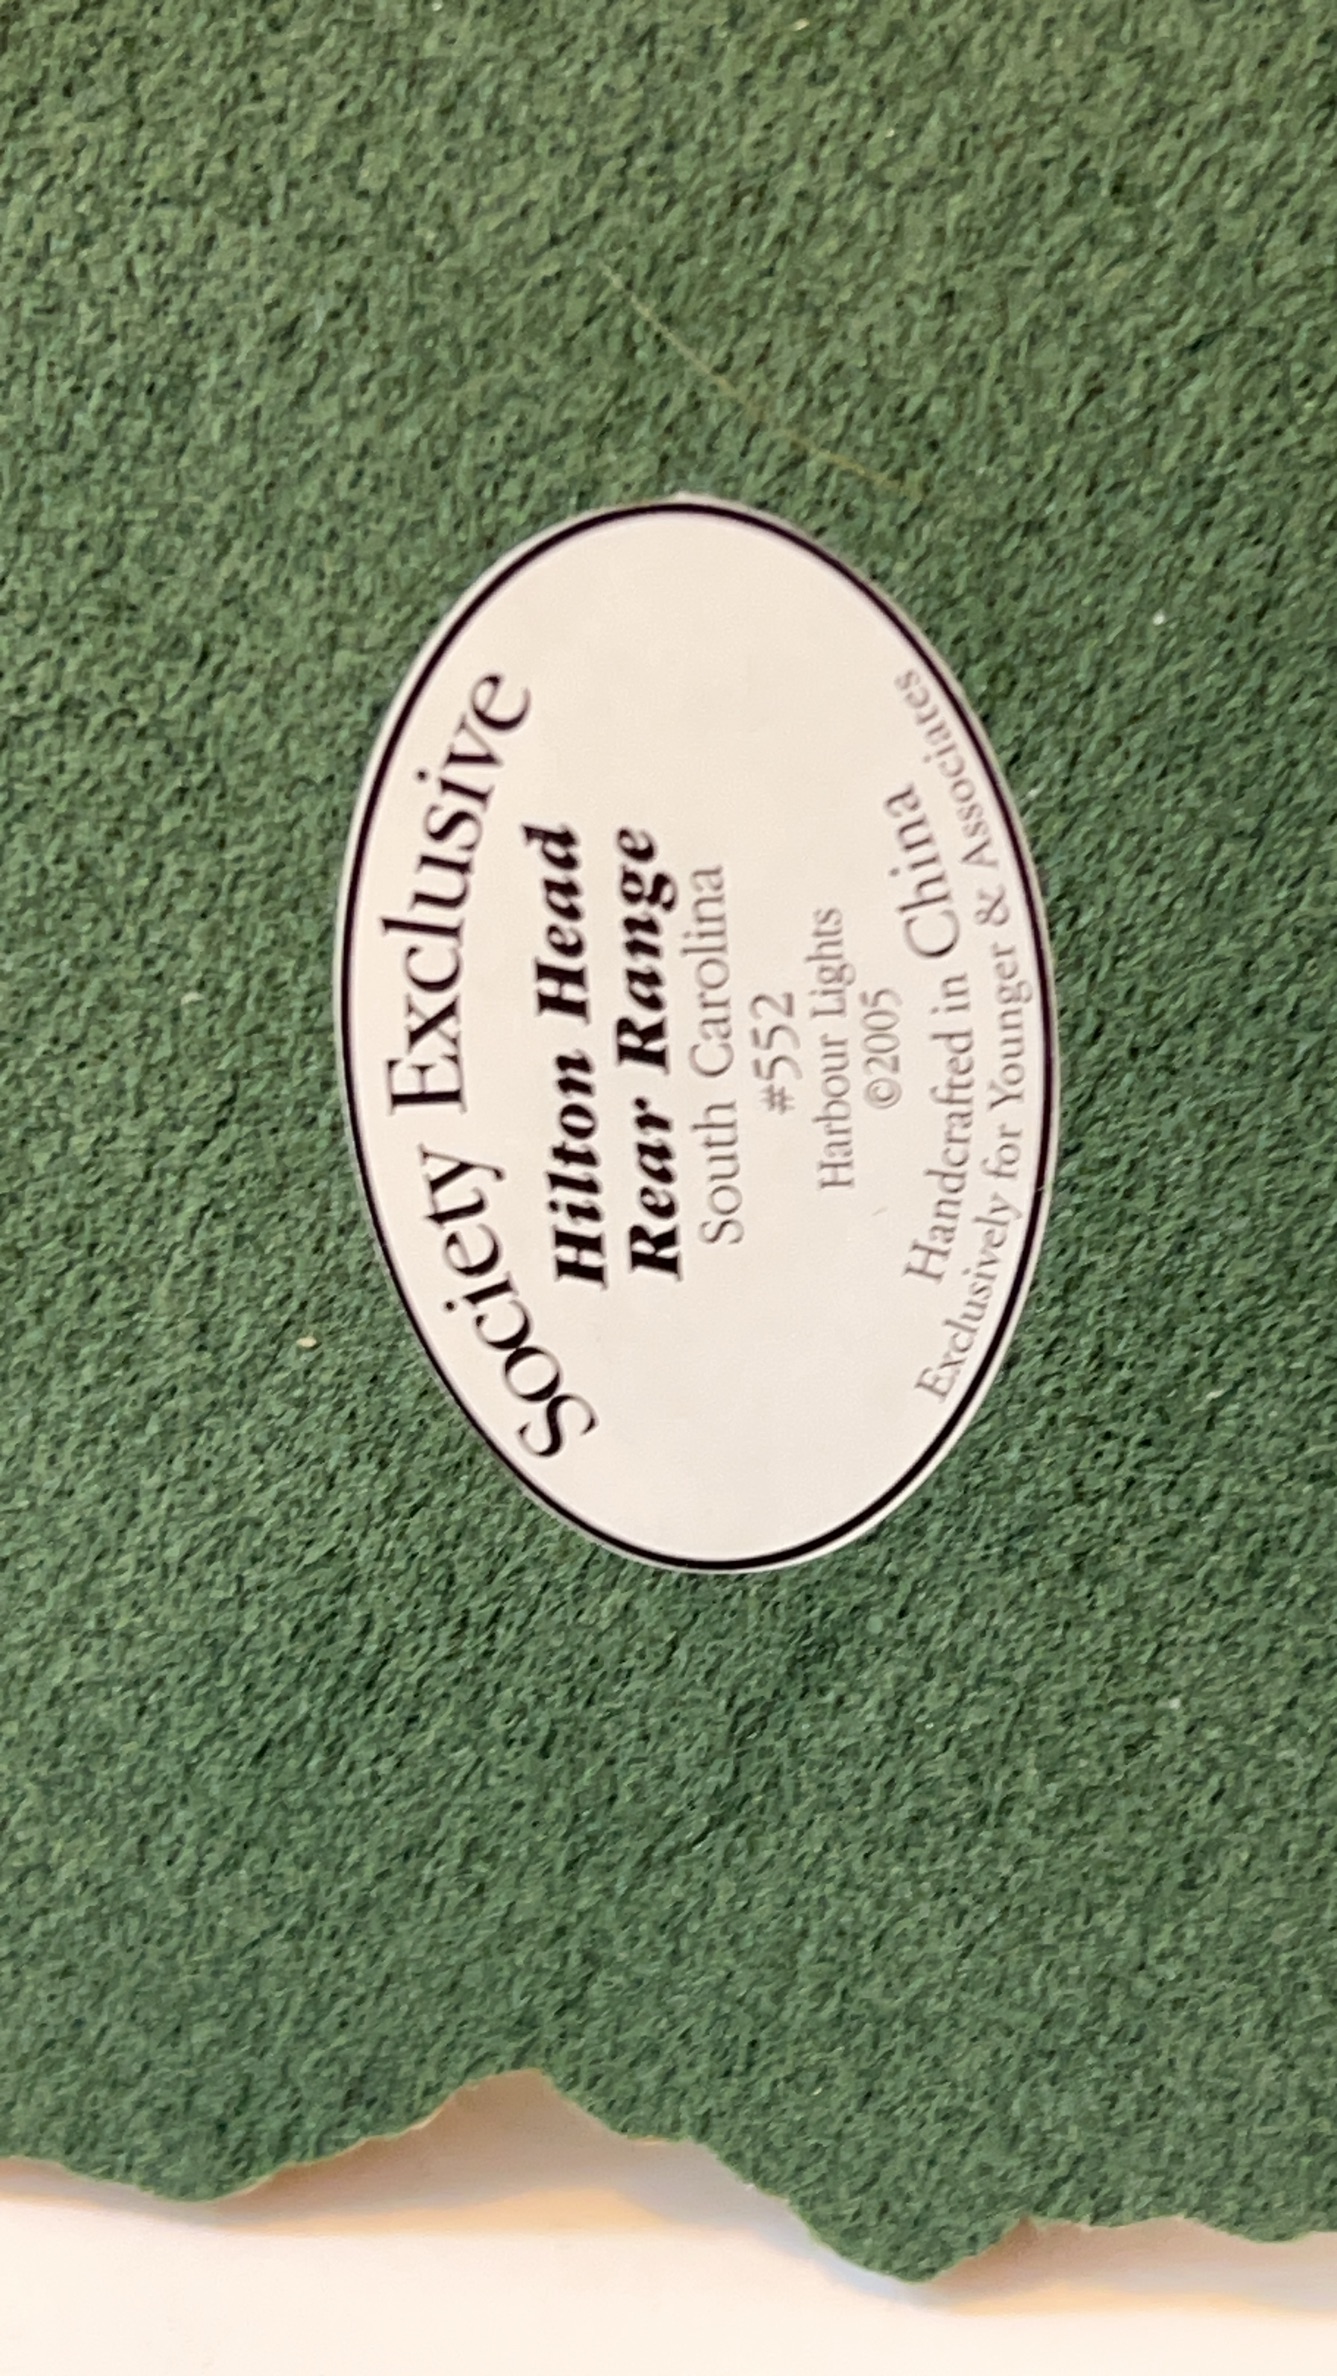 Society Exclusive
Hilton Head
Rear Range
South Carolina
#552
Harbour Lights
©2005
Handcrafted in China
Exclusively for Younger & Associates